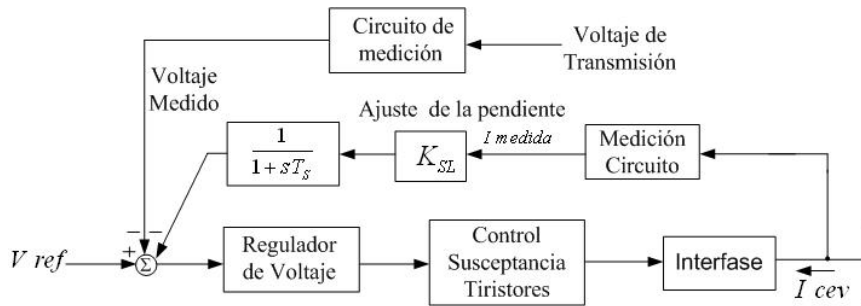 Circuito de
medición
Voltaje de
Transmisión
Voltaje
Medido
Ajuste de la pendiente
1
1+sT_S
K_SL
I medida
Medición
Circuito
− −
+
V ref
Σ
Regulador
de Voltaje
Control
Susceptancia
Tiristores
Interfase
I cev